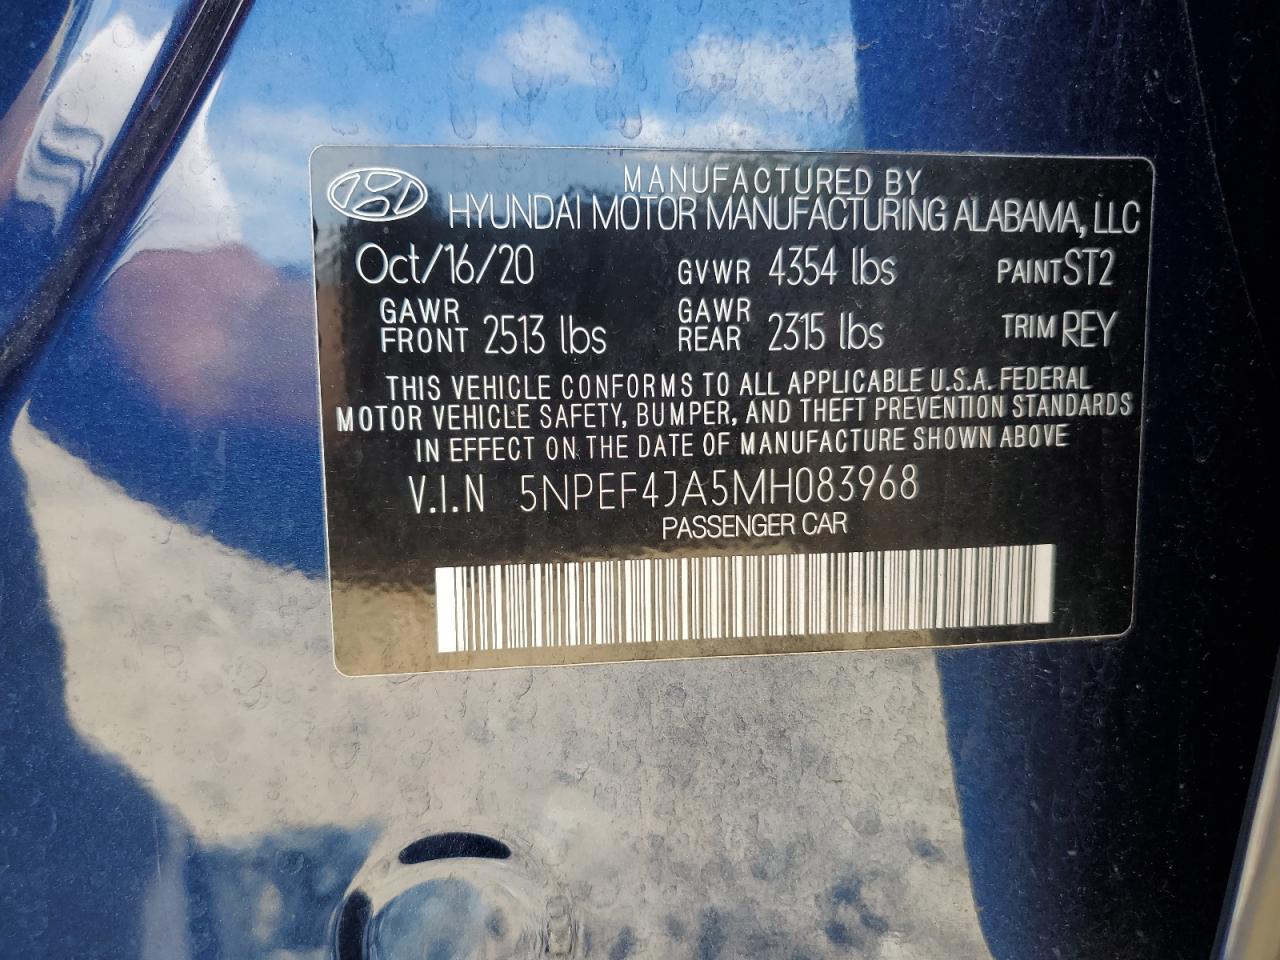 MANUFACTURED BY
HYUNDAI MOTOR MANUFACTURING ALABAMA, LLC
Oct/16/20 GVWR 4354 lbs PAINT ST2
GAWR FRONT 2513 lbs GAWR REAR 2315 lbs TRIM REY
THIS VEHICLE CONFORMS TO ALL APPLICABLE U.S.A. FEDERAL
MOTOR VEHICLE SAFETY, BUMPER, AND THEFT PREVENTION STANDARDS
IN EFFECT ON THE DATE OF MANUFACTURE SHOWN ABOVE
V.I.N 5NPEF4JA5MH083968
PASSENGER CAR